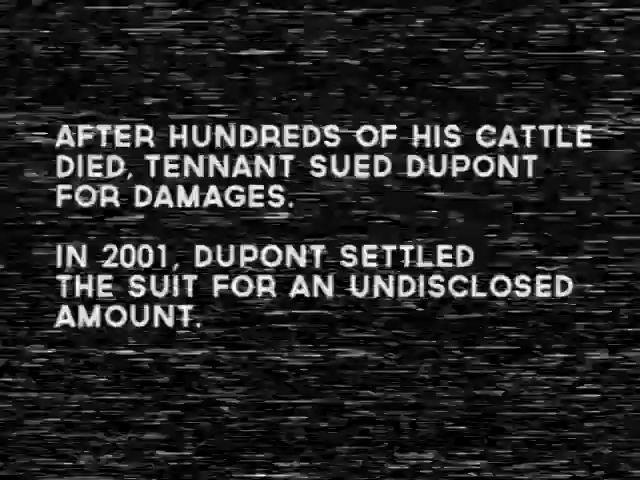 AFTER HUNDREDS OF HIS CATTLE
DIED, TENNANT SUED DUPONT
FOR DAMAGES.
IN 2001, DUPONT SETTLED
THE SUIT FOR AN UNDISCLOSED
AMOUNT.